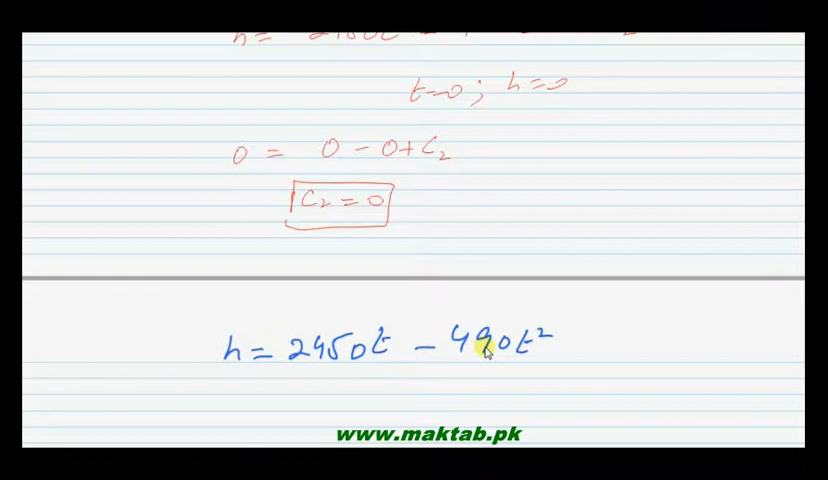 t=0; h=0
0 = 0 - 0+C₂
C₂ = 0
h = 2450t - 490t²
www.maktab.pk